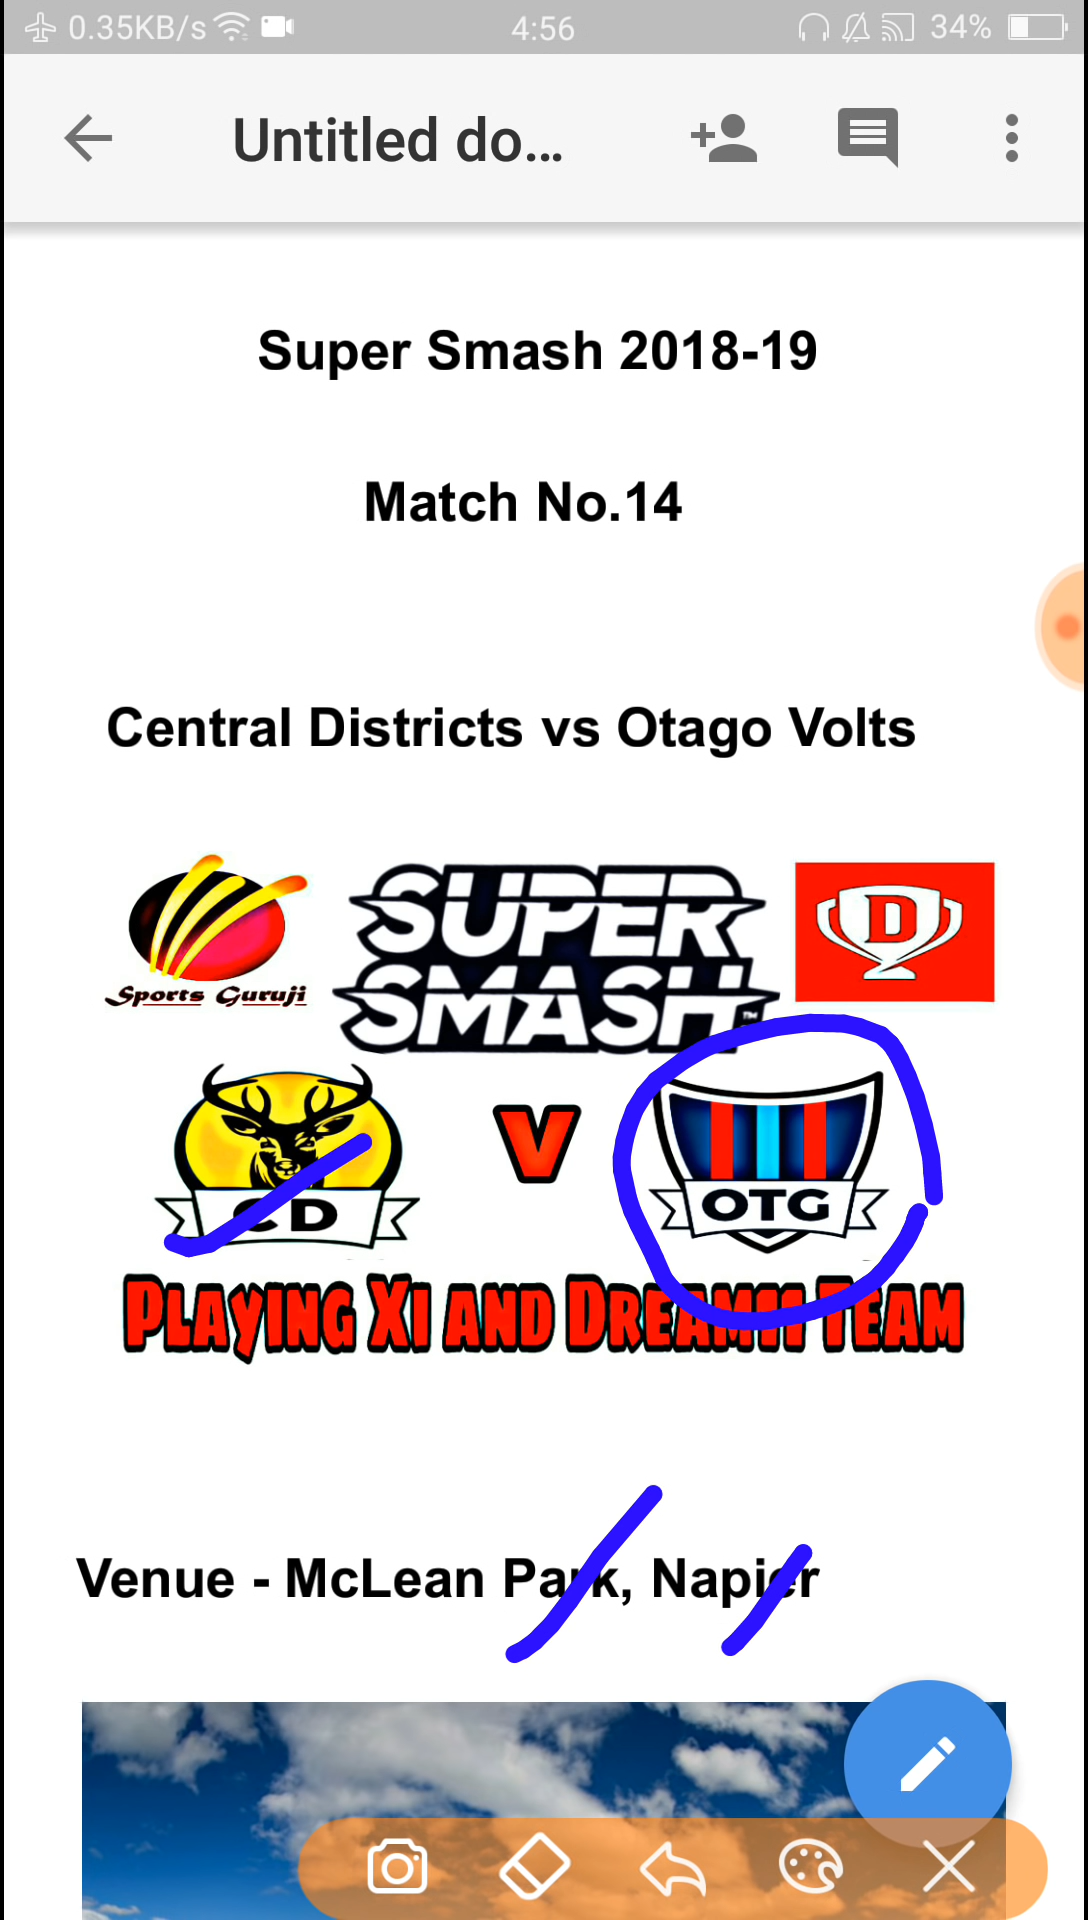 0.35KB/s 4:56 34%
Untitled do...
Super Smash 2018-19
Match No.14
Central Districts vs Otago Volts
Sports Guruji
SUPER
SMASH
TM
D
CD
V
OTG
PLAYING XI AND DREAM11 TEAM
Venue - McLean Park, Napier